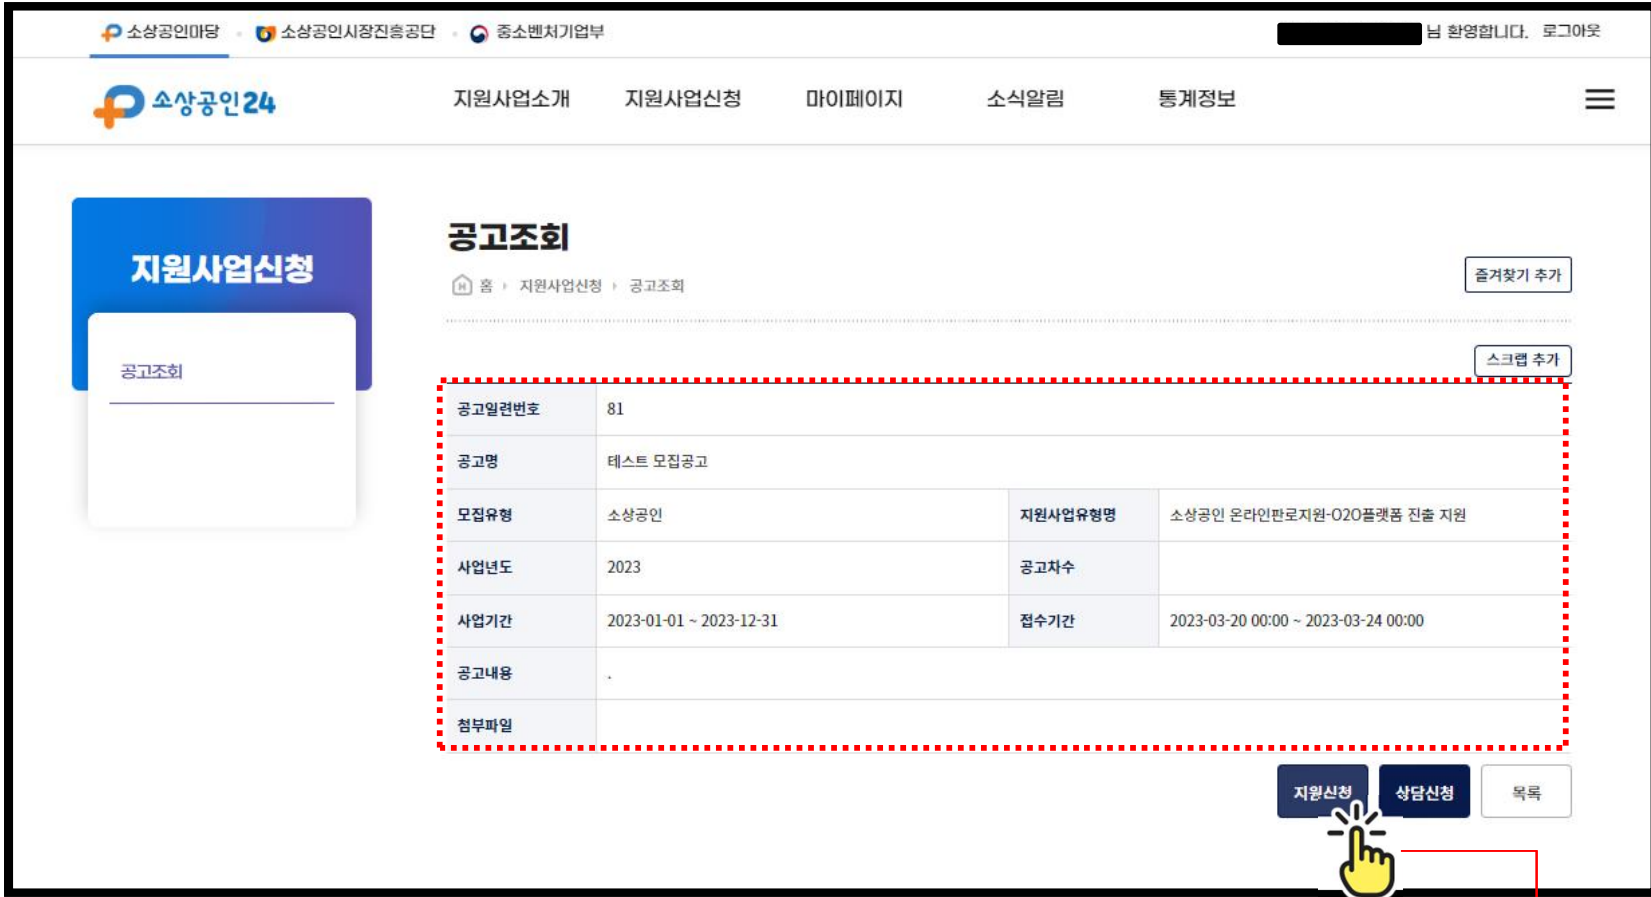 소상공인마당 소상공인시장진흥공단 중소벤처기업부 님 환영합니다. 로그아웃
소상공인24 지원사업소개 지원사업신청 마이페이지 소식알림 통계정보
지원사업신청
공고조회
공고조회
홈 지원사업신청 공고조회
즐겨찾기 추가
스크랩 추가
공고일련번호 81
공고명 테스트 모집공고
모집유형 소상공인 지원사업유형명 소상공인 온라인판로지원-O2O플랫폼 진출 지원
사업년도 2023 공고차수
사업기간 2023-01-01 ~ 2023-12-31 접수기간 2023-03-20 00:00 ~ 2023-03-24 00:00
공고내용 .
첨부파일
지원신청 상담신청 목록